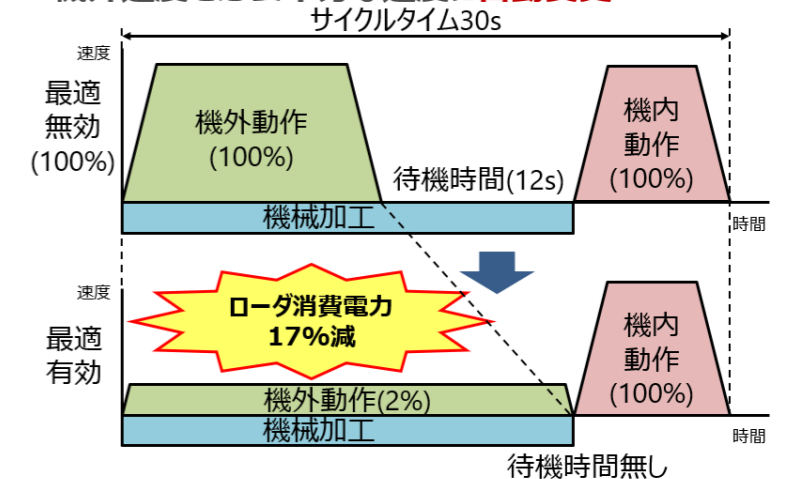 サイクルタイム30s
速度
最適
無効
(100%)
機外動作
(100%)
待機時間(12s)
機内
動作
(100%)
機械加工
時間
速度
最適
有効
ローダ消費電力
17%減
機外動作(2%)
機械加工
機内
動作
(100%)
時間
待機時間無し